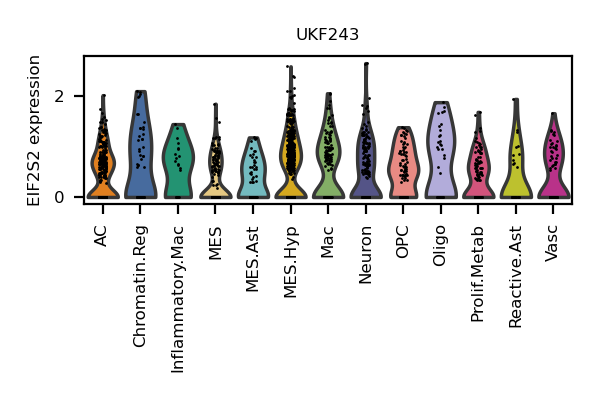 UKF243
EIF2S2 expression
2
0
AC
Chromatin.Reg
Inflammatory.Mac
MES
MES.Ast
MES.Hyp
Mac
Neuron
OPC
Oligo
Prolif.Metab
Reactive.Ast
Vasc